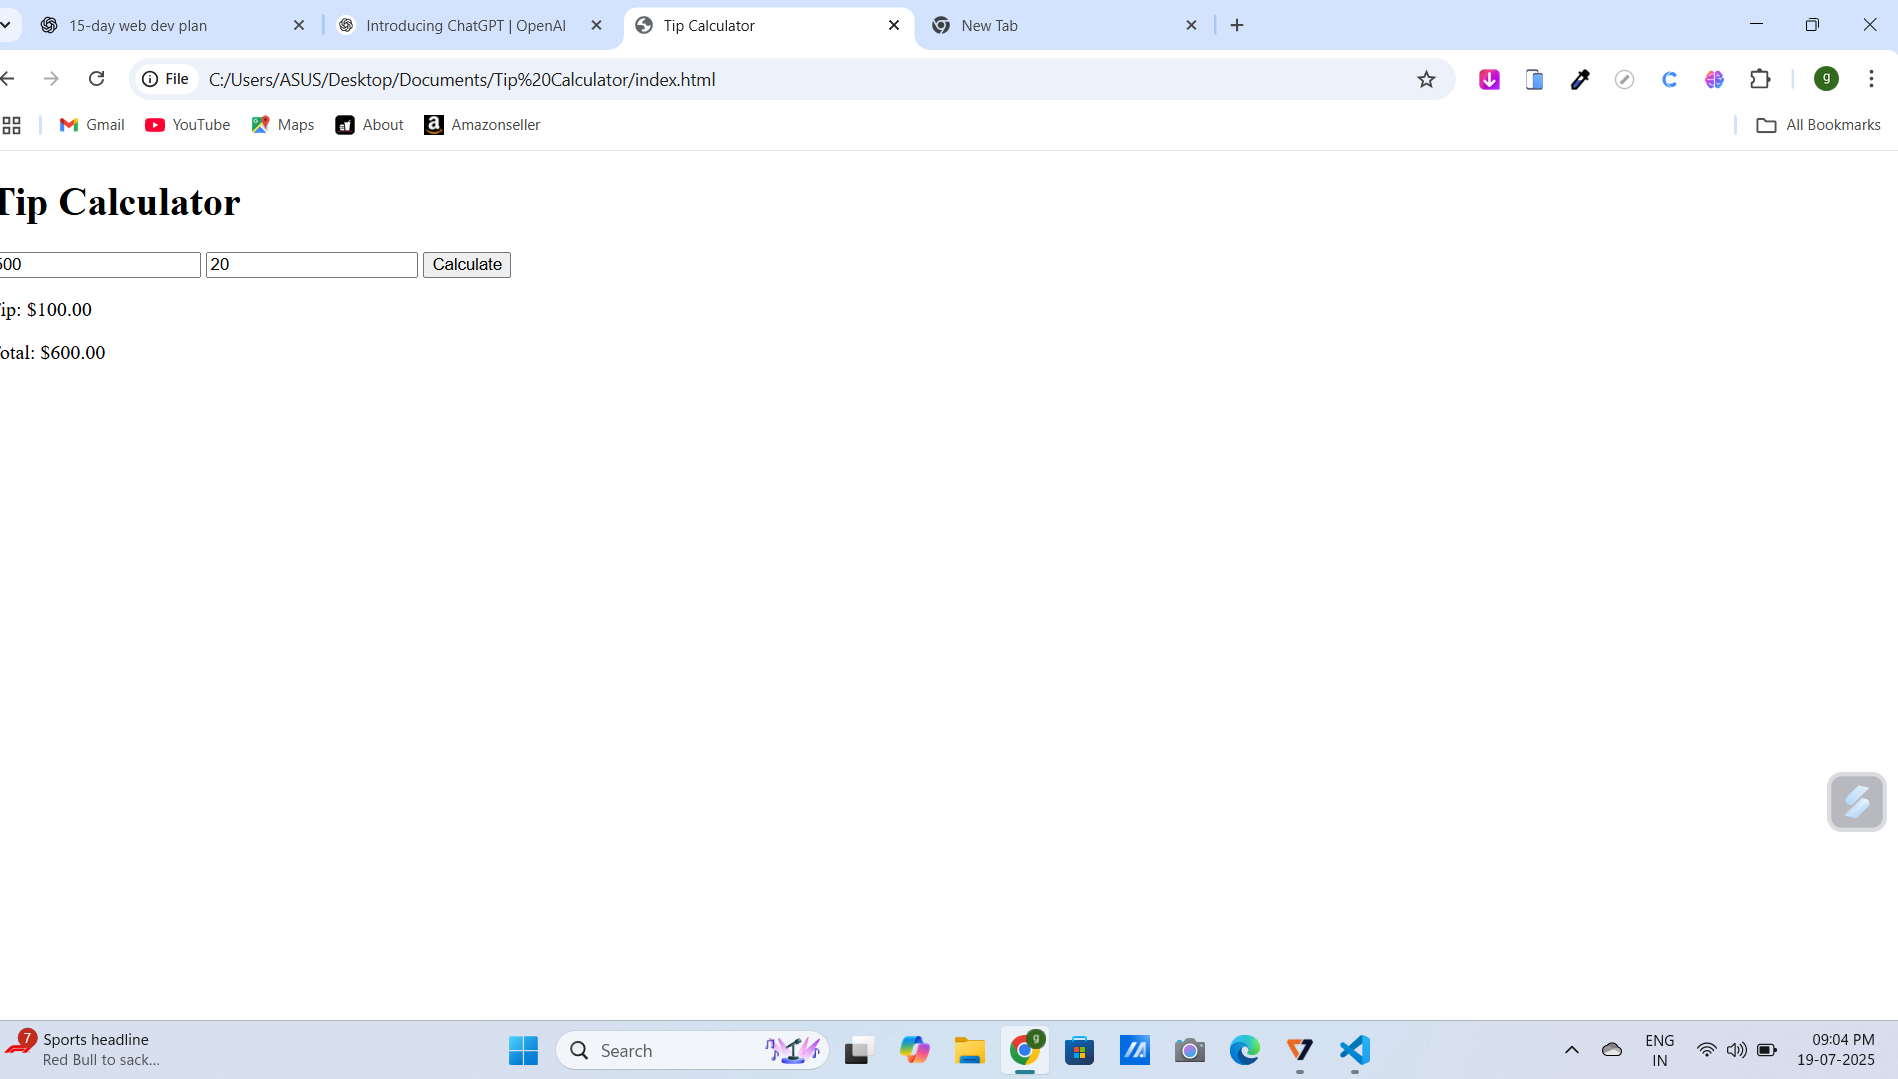 15-day web dev plan
Introducing ChatGPT | OpenAI
Tip Calculator
New Tab
File
C:/Users/ASUS/Desktop/Documents/Tip%20Calculator/index.html
g
Gmail
YouTube
Maps
About
Amazonseller
All Bookmarks
Tip Calculator
500
20
Calculate
Tip: $100.00
Total: $600.00
7
Sports headline
Red Bull to sack...
Search
g
ENG
IN
09:04 PM
19-07-2025